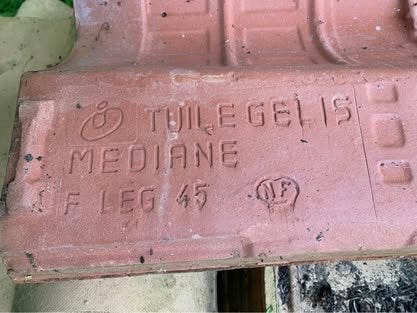 TUILE GELIS
MEDIANE
F LEG 45 NF